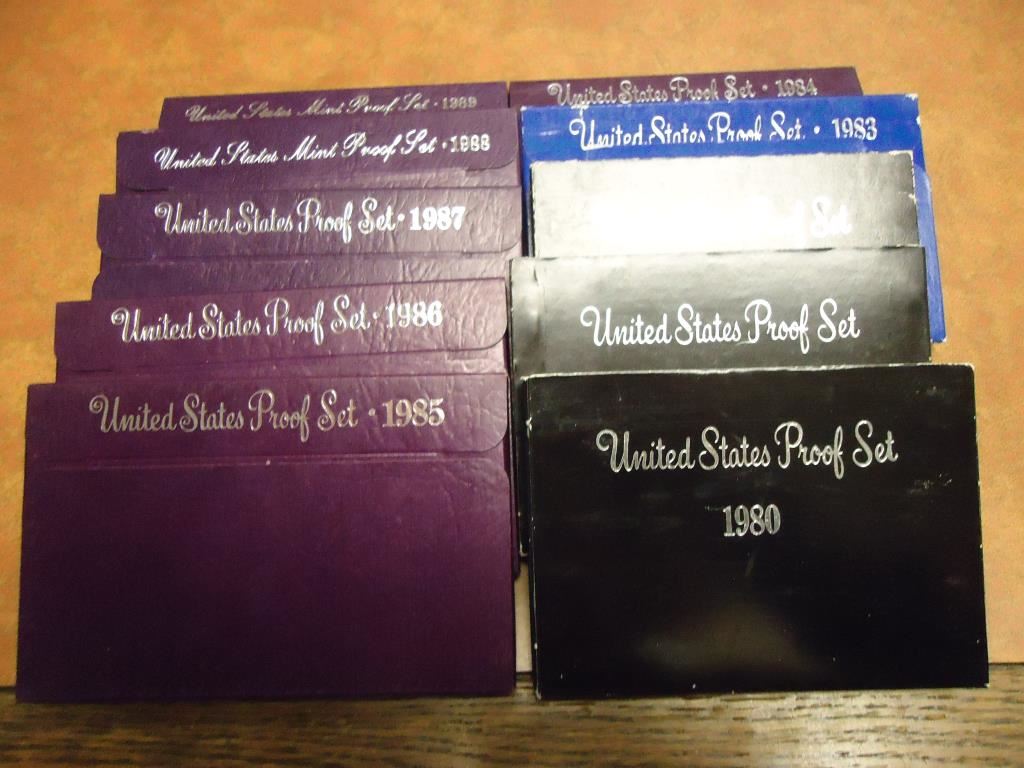 United States Mint Proof Set · 1989
United States Mint Proof Set · 1988
United States Proof Set · 1987
United States Proof Set · 1986
United States Proof Set · 1985
United States Proof Set · 1984
United States Proof Set · 1983
Proof Set
United States Proof Set
United States Proof Set
1980